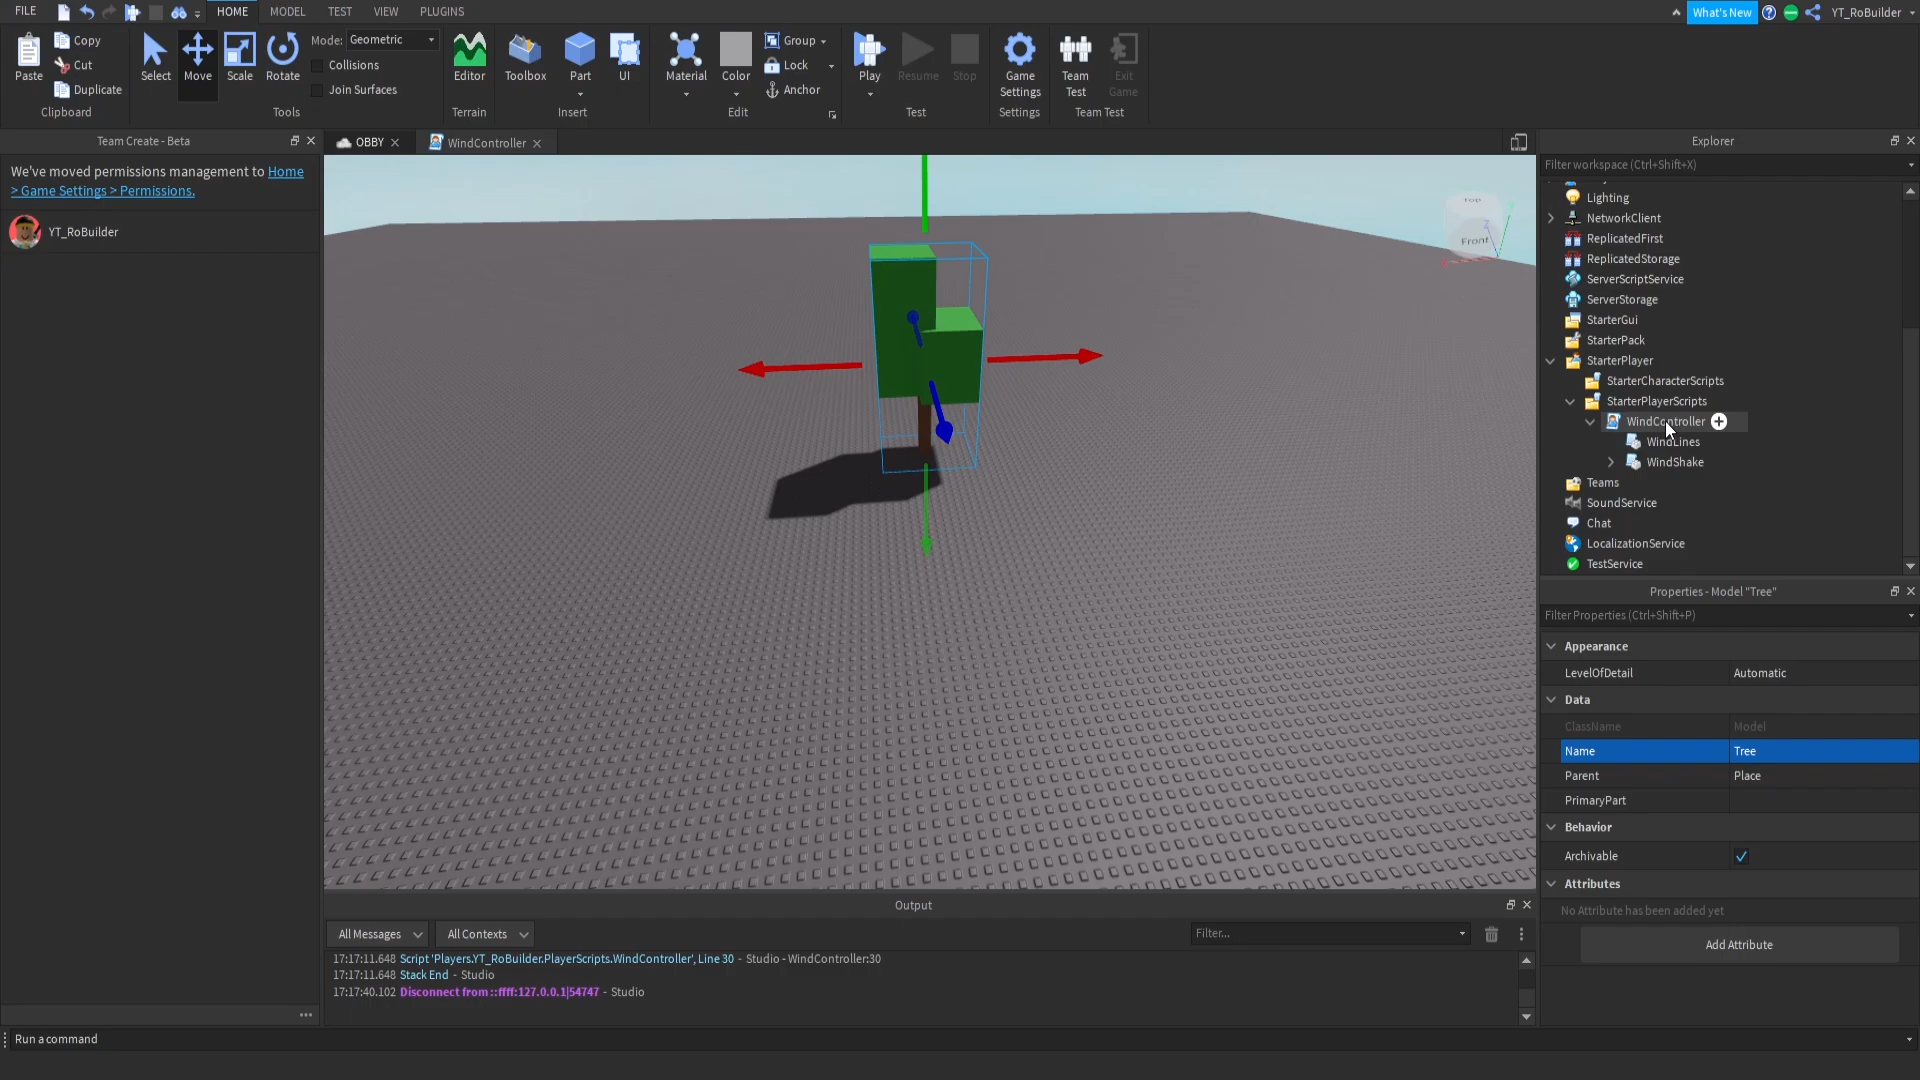 FILE
HOME
MODEL
TEST
VIEW
PLUGINS
What's New
YT_RoBuilder
Paste
Copy
Cut
Duplicate
Clipboard
Select
Move
Scale
Rotate
Mode: Geometric
Collisions
Join Surfaces
Tools
Editor
Terrain
Toolbox
Part
UI
Insert
Material
Color
Group
Lock
Anchor
Edit
Play
Resume
Stop
Test
Game
Settings
Settings
Team
Test
Exit
Game
Team Test
Team Create - Beta
We've moved permissions management to Home
> Game Settings > Permissions.
YT_RoBuilder
OBBY
WindController
Top
Front
Z
Explorer
Filter workspace (Ctrl+Shift+X)
Lighting
NetworkClient
ReplicatedFirst
ReplicatedStorage
ServerScriptService
ServerStorage
StarterGui
StarterPack
StarterPlayer
StarterCharacterScripts
StarterPlayerScripts
WindController
WindLines
WindShake
Teams
SoundService
Chat
LocalizationService
TestService
Properties - Model "Tree"
Filter Properties (Ctrl+Shift+P)
Appearance
LevelOfDetail Automatic
Data
ClassName Model
Name Tree
Parent Place
PrimaryPart
Behavior
Archivable
Attributes
No Attribute has been added yet
Add Attribute
Output
All Messages
All Contexts
Filter...
17:17:11.648 Script 'Players.YT_RoBuilder.PlayerScripts.WindController', Line 30 - Studio - WindController:30
17:17:11.648 Stack End - Studio
17:17:40.102 Disconnect from ::ffff:127.0.0.1|54747 - Studio
Run a command